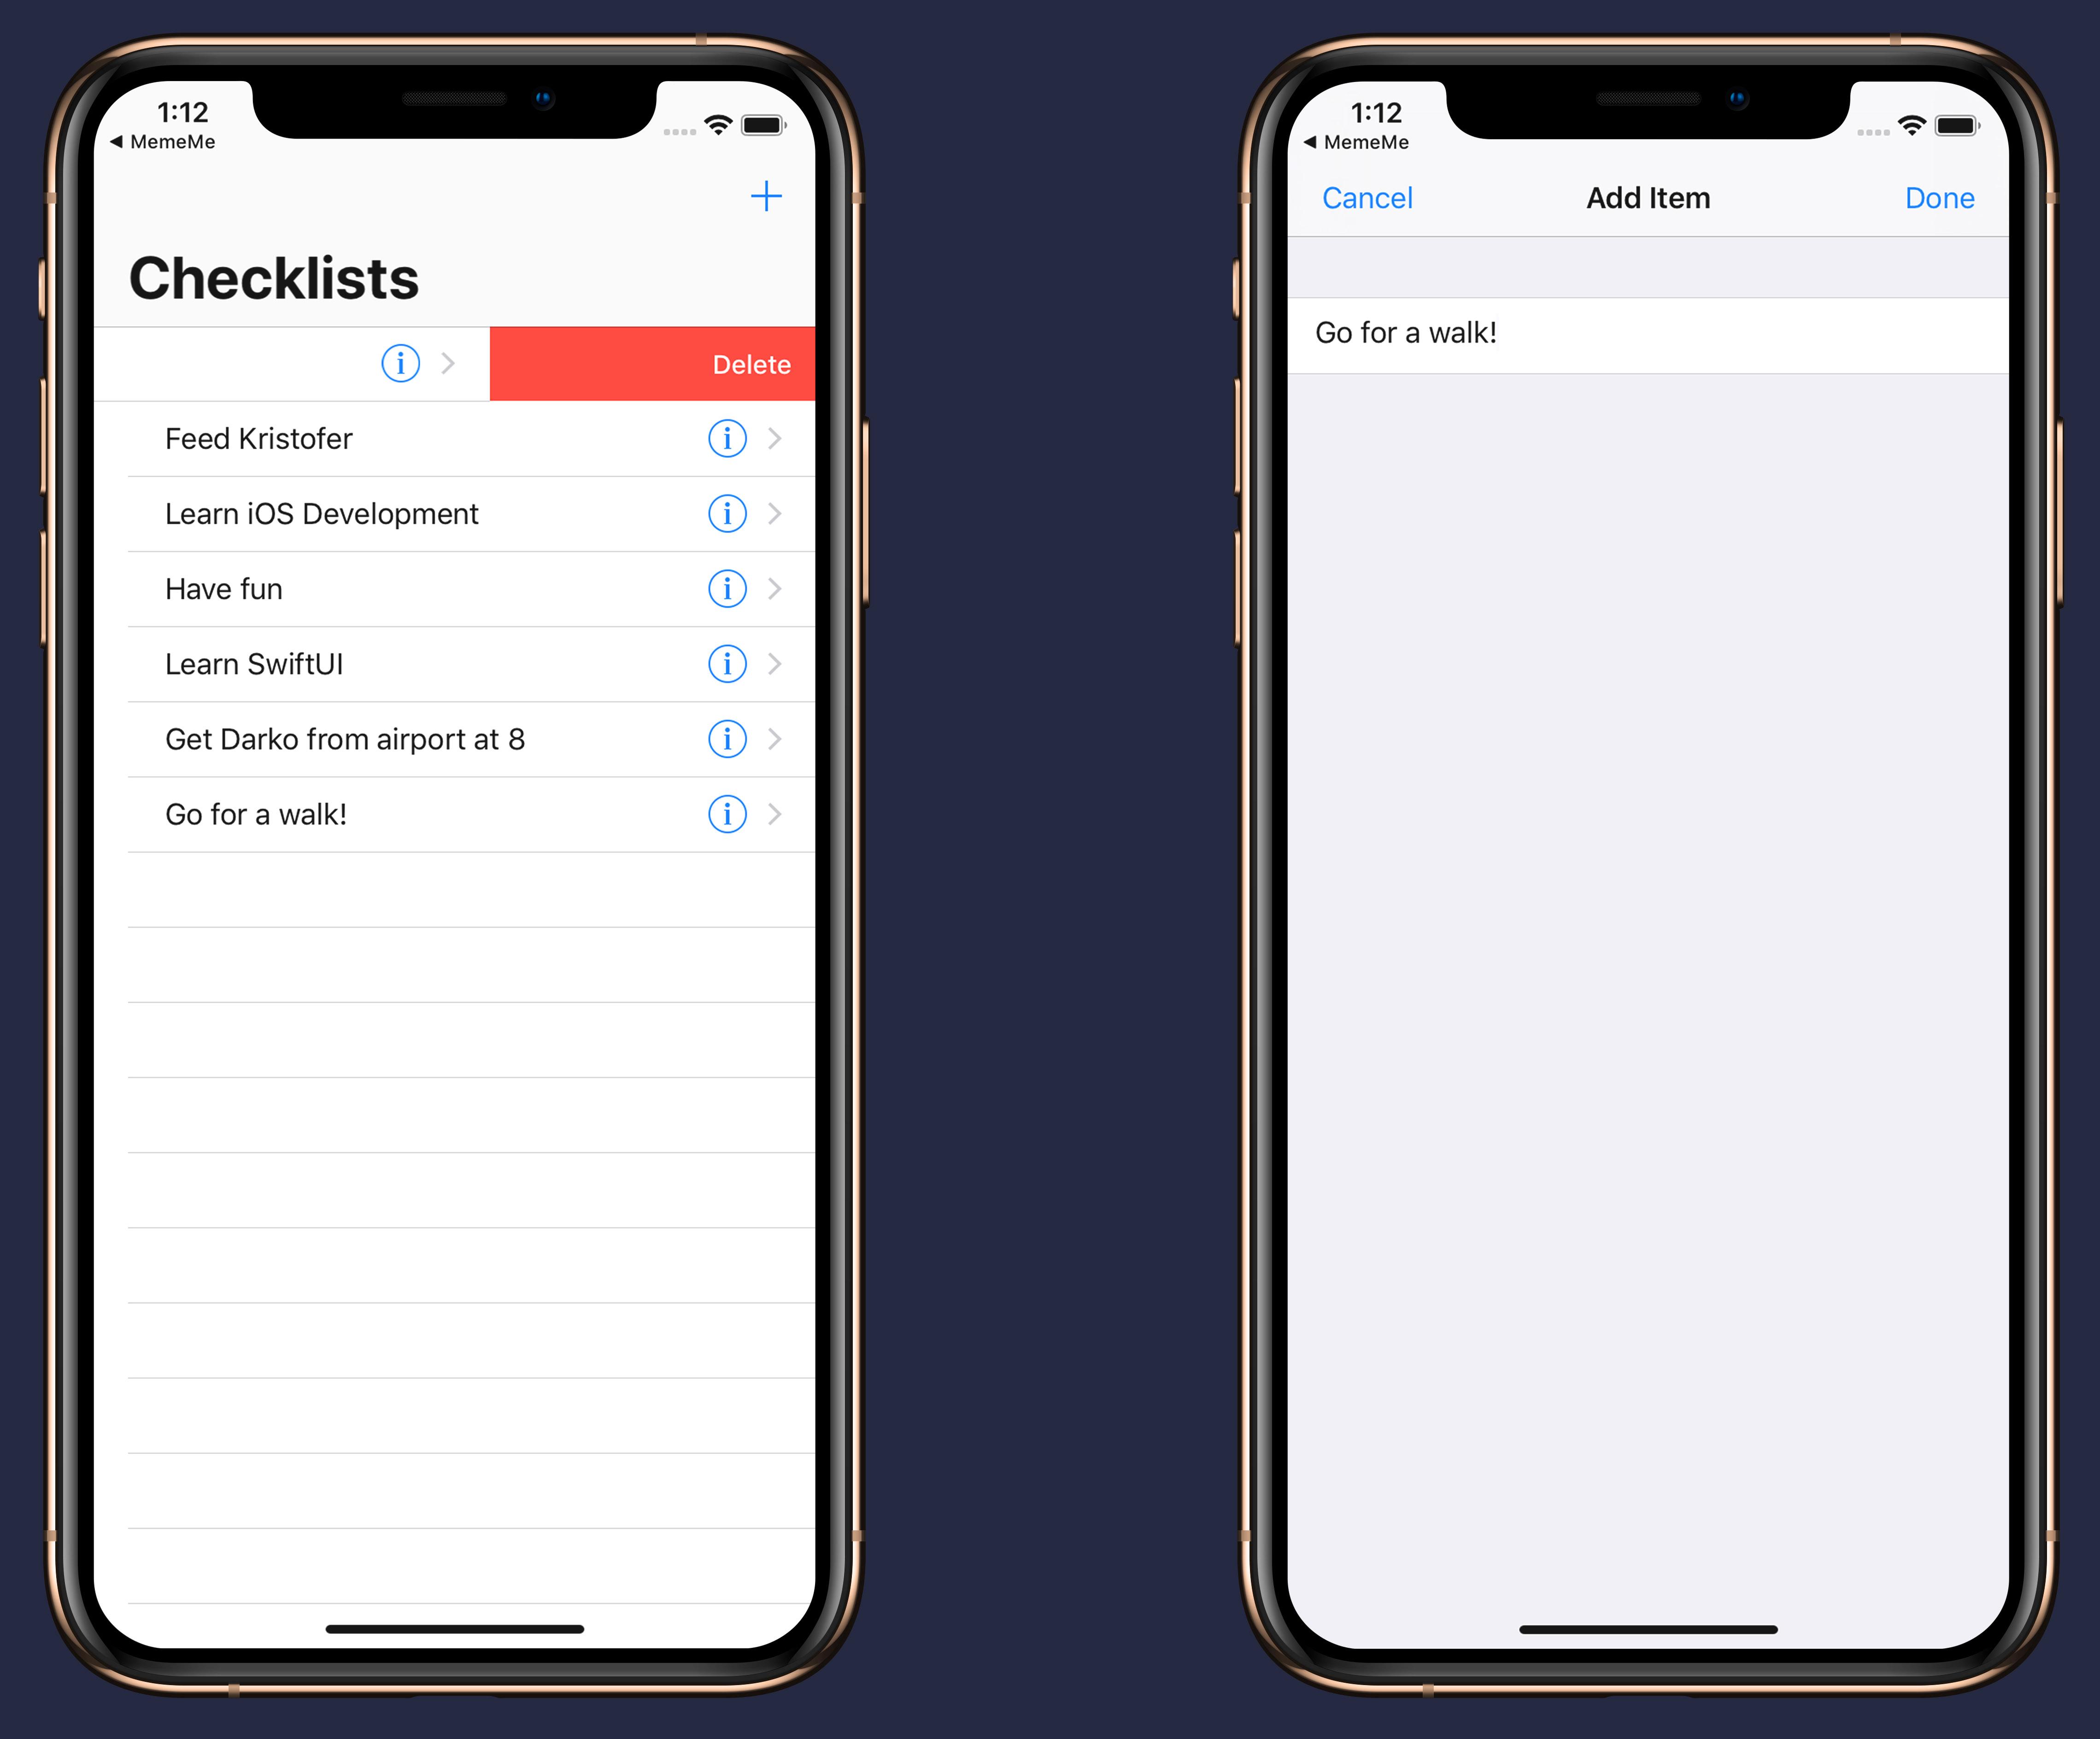 1:12
◀ MemeMe
Checklists
Delete
Feed Kristofer
Learn iOS Development
Have fun
Learn SwiftUI
Get Darko from airport at 8
Go for a walk!
1:12
◀ MemeMe
Cancel Add Item Done
Go for a walk!